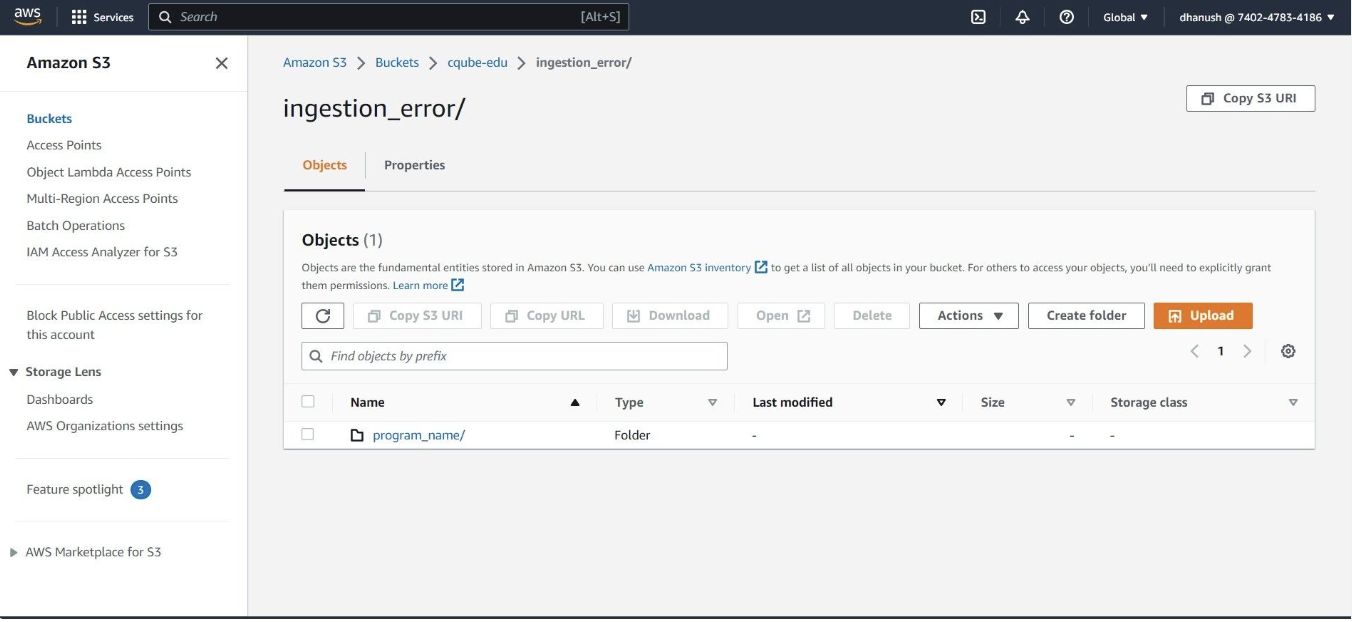 aws Services Search [Alt+S] Global ▼ dhanush @ 7402-4783-4186 ▼
Amazon S3
Buckets
Access Points
Object Lambda Access Points
Multi-Region Access Points
Batch Operations
IAM Access Analyzer for S3
Block Public Access settings for
this account
Storage Lens
Dashboards
AWS Organizations settings
Feature spotlight 3
AWS Marketplace for S3
Amazon S3 > Buckets > cqube-edu > ingestion_error/
ingestion_error/
Copy S3 URI
Objects Properties
Objects (1)
Objects are the fundamental entities stored in Amazon S3. You can use Amazon S3 inventory to get a list of all objects in your bucket. For others to access your objects, you'll need to explicitly grant
them permissions. Learn more
Copy S3 URI Copy URL Download Open Delete Actions ▼ Create folder Upload
Find objects by prefix
< 1 >
Name Type Last modified Size Storage class
program_name/ Folder - - -